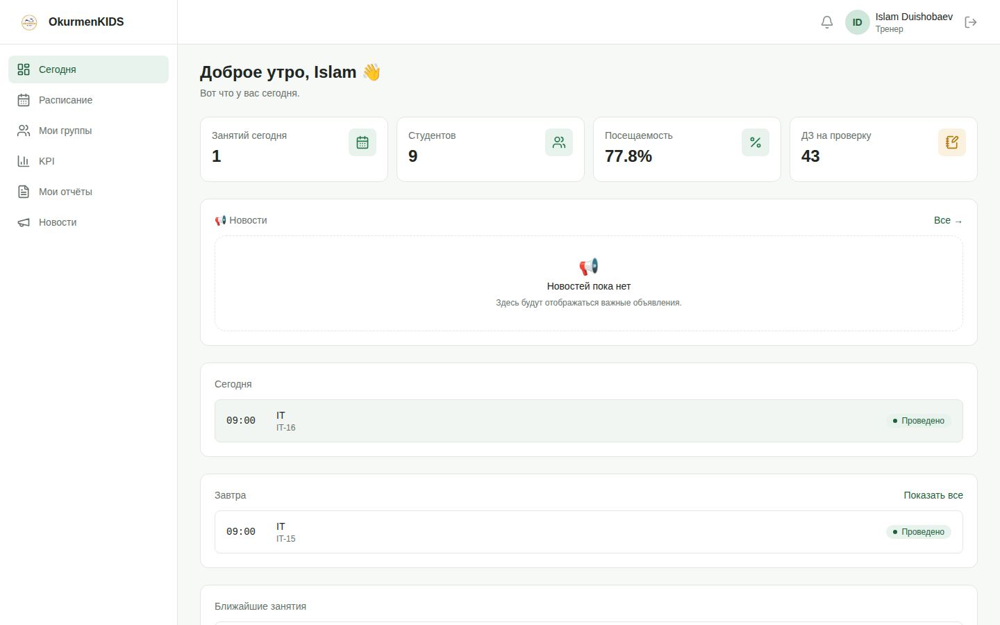 OkurmenKIDS
ID
Islam Duishobaev
Тренер
Сегодня
Расписание
Мои группы
KPI
Мои отчёты
Новости
Доброе утро, Islam 👋
Вот что у вас сегодня.
Занятий сегодня
1
Студентов
9
Посещаемость
77.8%
ДЗ на проверку
43
📢 Новости
Все →
📢
Новостей пока нет
Здесь будут отображаться важные объявления.
Сегодня
09:00
IT
IT-16
Проведено
Завтра
Показать все
09:00
IT
IT-15
Проведено
Ближайшие занятия